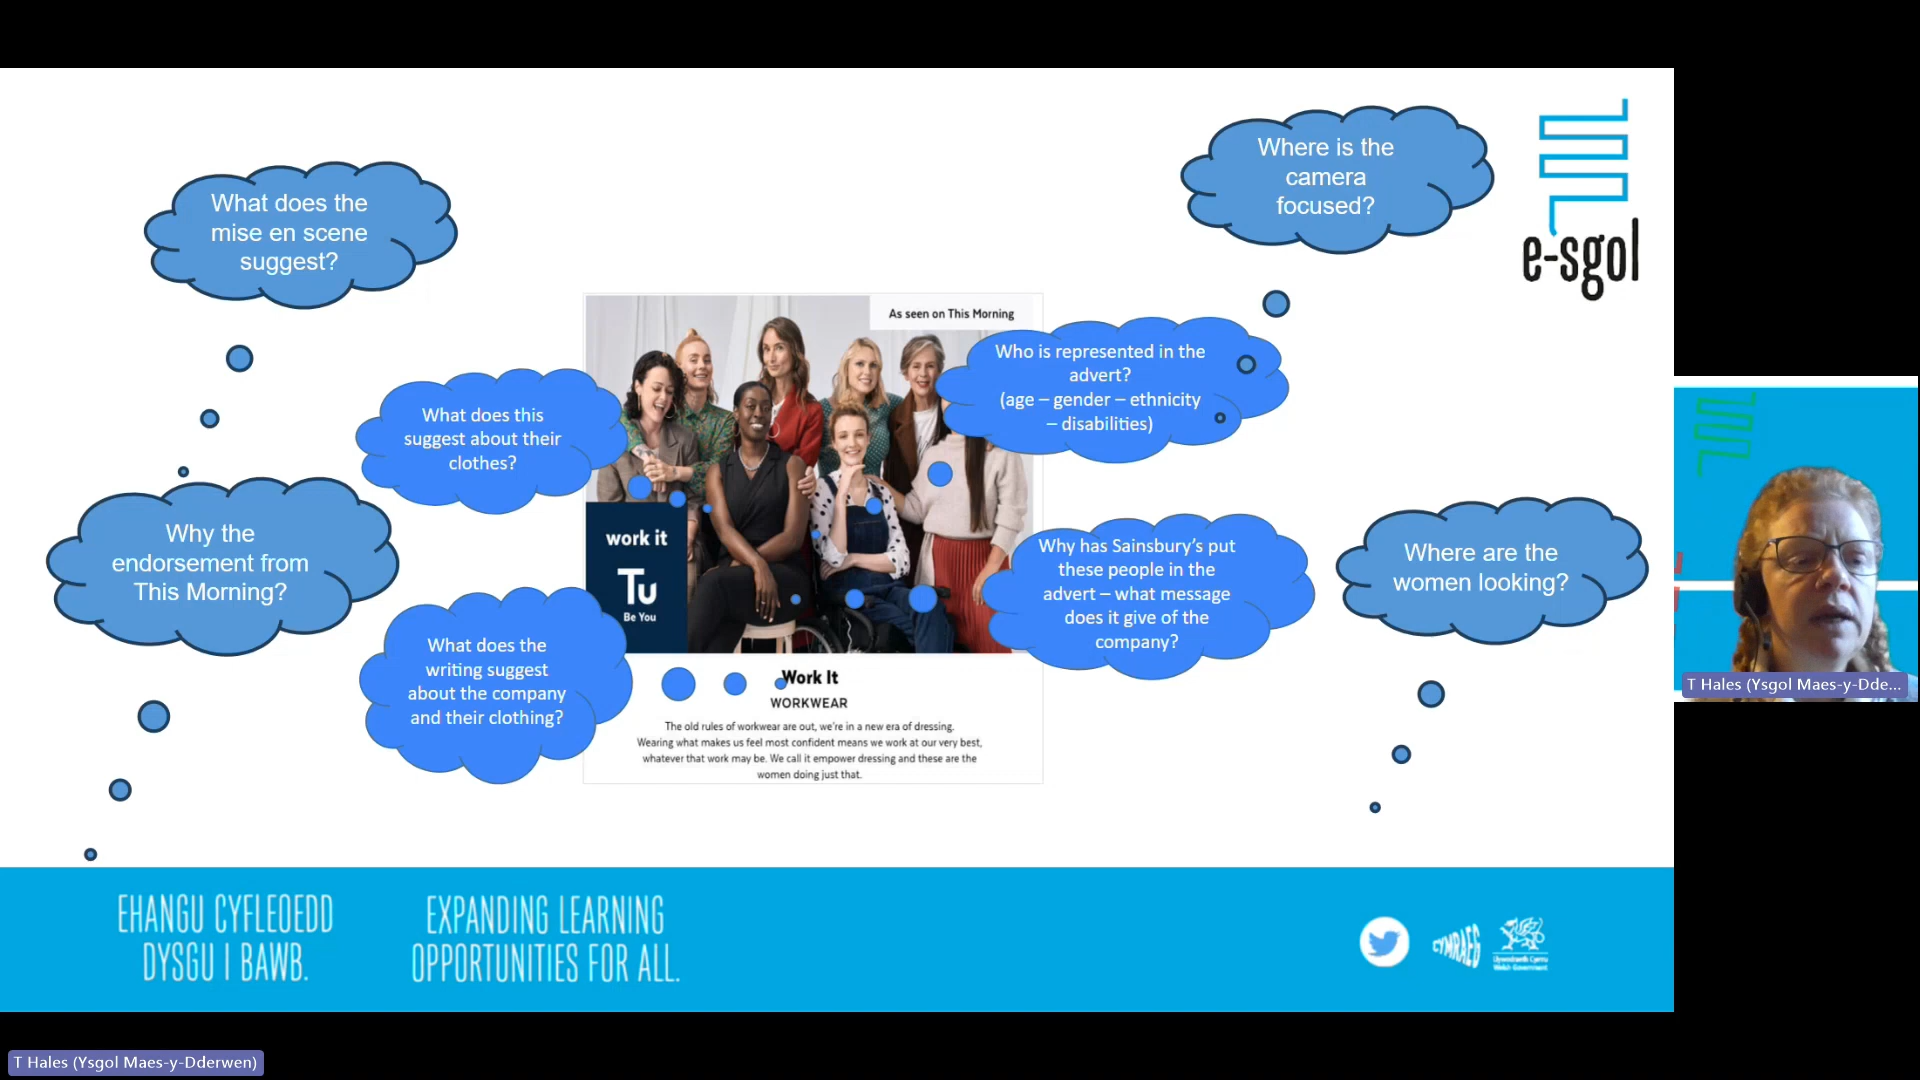 What does the
mise en scene
suggest?
Where is the
camera
focused?
e-sgol
As seen on This Morning
Who is represented in the
advert?
(age – gender – ethnicity
– disabilities)
What does this
suggest about their
clothes?
Why the
endorsement from
This Morning?
work it
Tu
Be You
Why has Sainsbury’s put
these people in the
advert – what message
does it give of the
company?
Where are the
women looking?
What does the
writing suggest
about the company
and their clothing?
Work It
WORKWEAR
The old rules of workwear are out, we're in a new era of dressing.
Wearing what makes us feel most confident means we work at our very best,
whatever that work may be. We call it empower dressing and these are the
women doing just that.
T Hales (Ysgol Maes-y-Dde...
EHANGU CYFLEOEDD
DYSGU I BAWB.
EXPANDING LEARNING
OPPORTUNITIES FOR ALL.
CYMRAEG
Llywodraeth Cymru
Welsh Government
T Hales (Ysgol Maes-y-Dderwen)